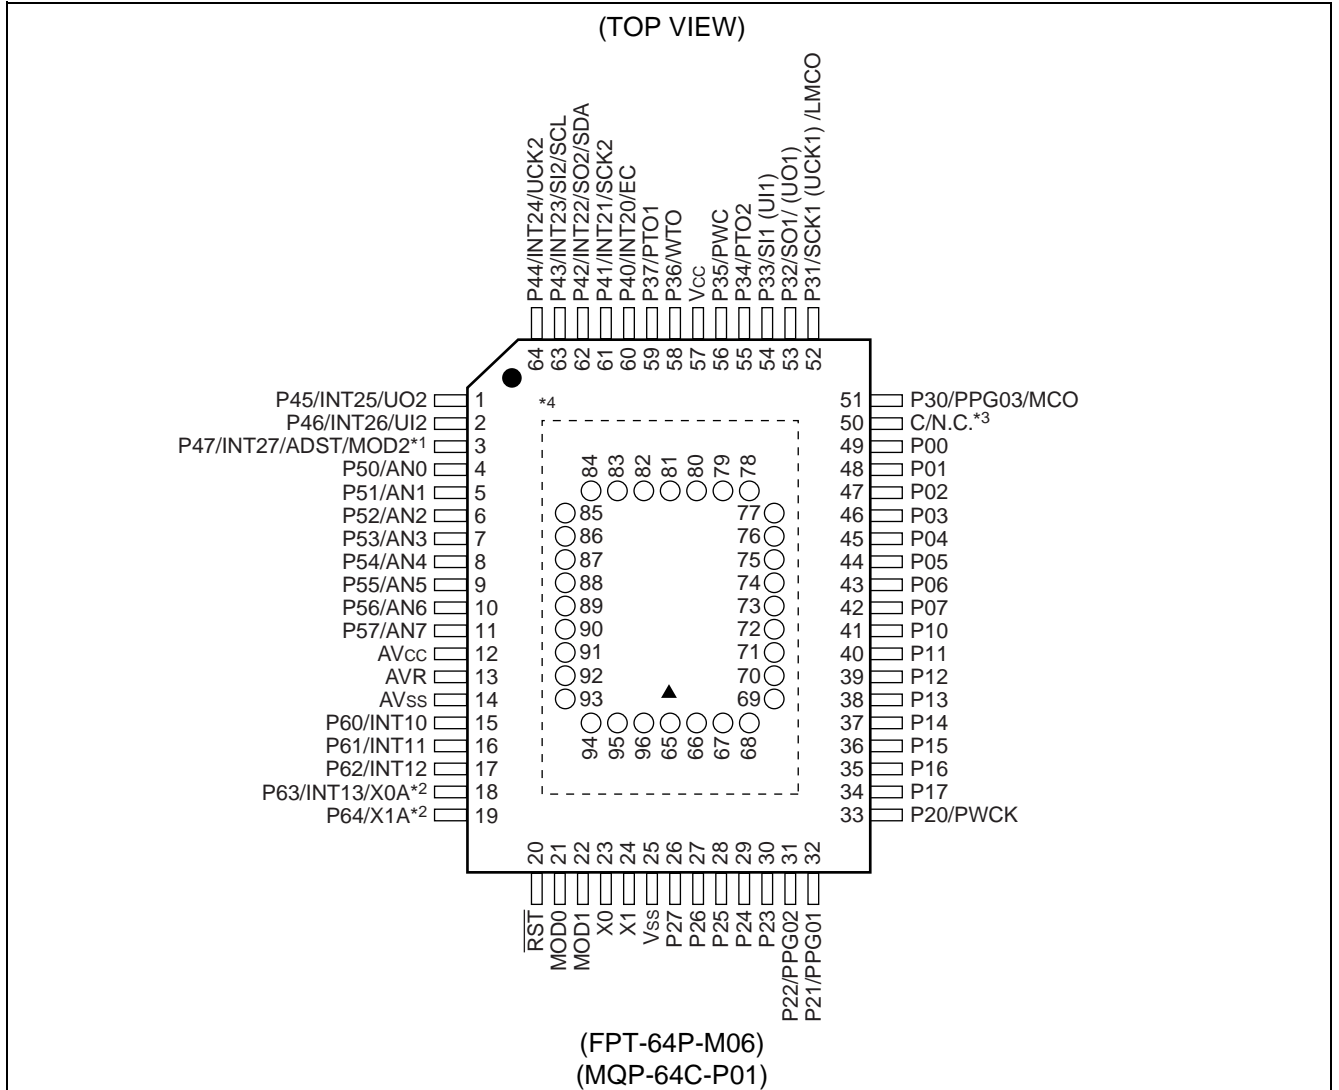 (TOP VIEW)
P44/INT24/UCK2
P43/INT23/SI2/SCL
P42/INT22/SO2/SDA
P41/INT21/SCK2
P40/INT20/EC
P37/PTO1
P36/WTO
Vcc
P35/PWC
P34/PTO2
P33/SI1 (UI1)
P32/SO1/ (UO1)
P31/SCK1 (UCK1) /LMCO
64 63 62 61 60 59 58 57 56 55 54 53 52
P45/INT25/UO2 1
P46/INT26/UI2 2
P47/INT27/ADST/MOD2*1 3
P50/AN0 4
P51/AN1 5
P52/AN2 6
P53/AN3 7
P54/AN4 8
P55/AN5 9
P56/AN6 10
P57/AN7 11
AVcc 12
AVR 13
AVss 14
P60/INT10 15
P61/INT11 16
P62/INT12 17
P63/INT13/X0A*2 18
P64/X1A*2 19
*4
84 83 82 81 80 79 78
85 77
86 76
87 75
88 74
89 73
90 72
91 71
92 70
93 69
94 95 96 65 66 67 68
51 P30/PPG03/MCO
50 C/N.C.*3
49 P00
48 P01
47 P02
46 P03
45 P04
44 P05
43 P06
42 P07
41 P10
40 P11
39 P12
38 P13
37 P14
36 P15
35 P16
34 P17
33 P20/PWCK
20 21 22 23 24 25 26 27 28 29 30 31 32
RST
MOD0
MOD1
X0
X1
Vss
P27
P26
P25
P24
P23
P22/PPG02
P21/PPG01
(FPT-64P-M06)
(MQP-64C-P01)